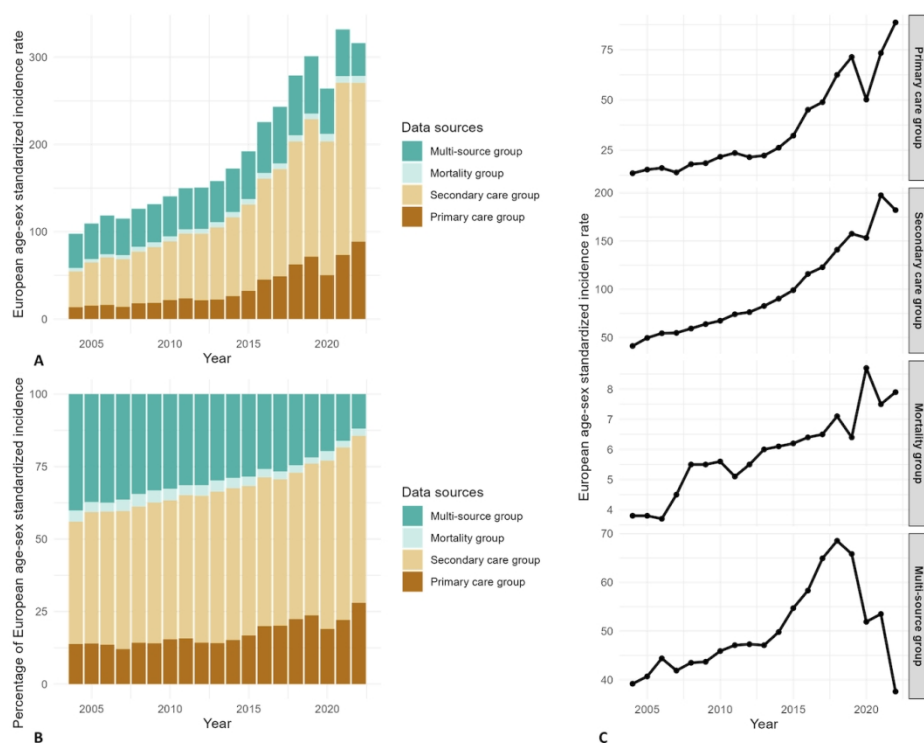 European age-sex standardized incidence rate
300
200
100
0
2005 2010 2015 2020
Year
A
Data sources
Multi-source group
Mortality group
Secondary care group
Primary care group
Percentage of European age-sex standardized incidence
100
75
50
25
0
2005 2010 2015 2020
Year
B
Data sources
Multi-source group
Mortality group
Secondary care group
Primary care group
European age-sex standardized incidence rate
75
50
25
Primary care group
200
150
100
50
Secondary care group
8
7
6
5
4
Mortality group
70
60
50
40
Multi-source group
2005 2010 2015 2020
Year
C